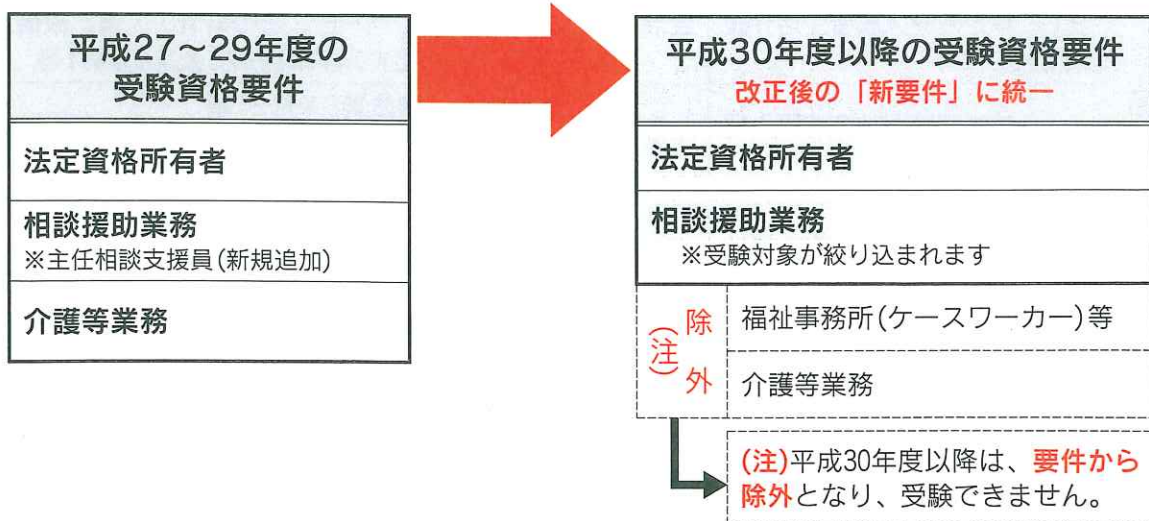 平成27〜29年度の
受験資格要件
法定資格所有者
相談援助業務
※主任相談支援員(新規追加)
介護等業務
平成30年度以降の受験資格要件
改正後の「新要件」に統一
法定資格所有者
相談援助業務
※受験対象が絞り込まれます
除外
(注)
福祉事務所(ケースワーカー)等
介護等業務
(注)平成30年度以降は、要件から
除外となり、受験できません。